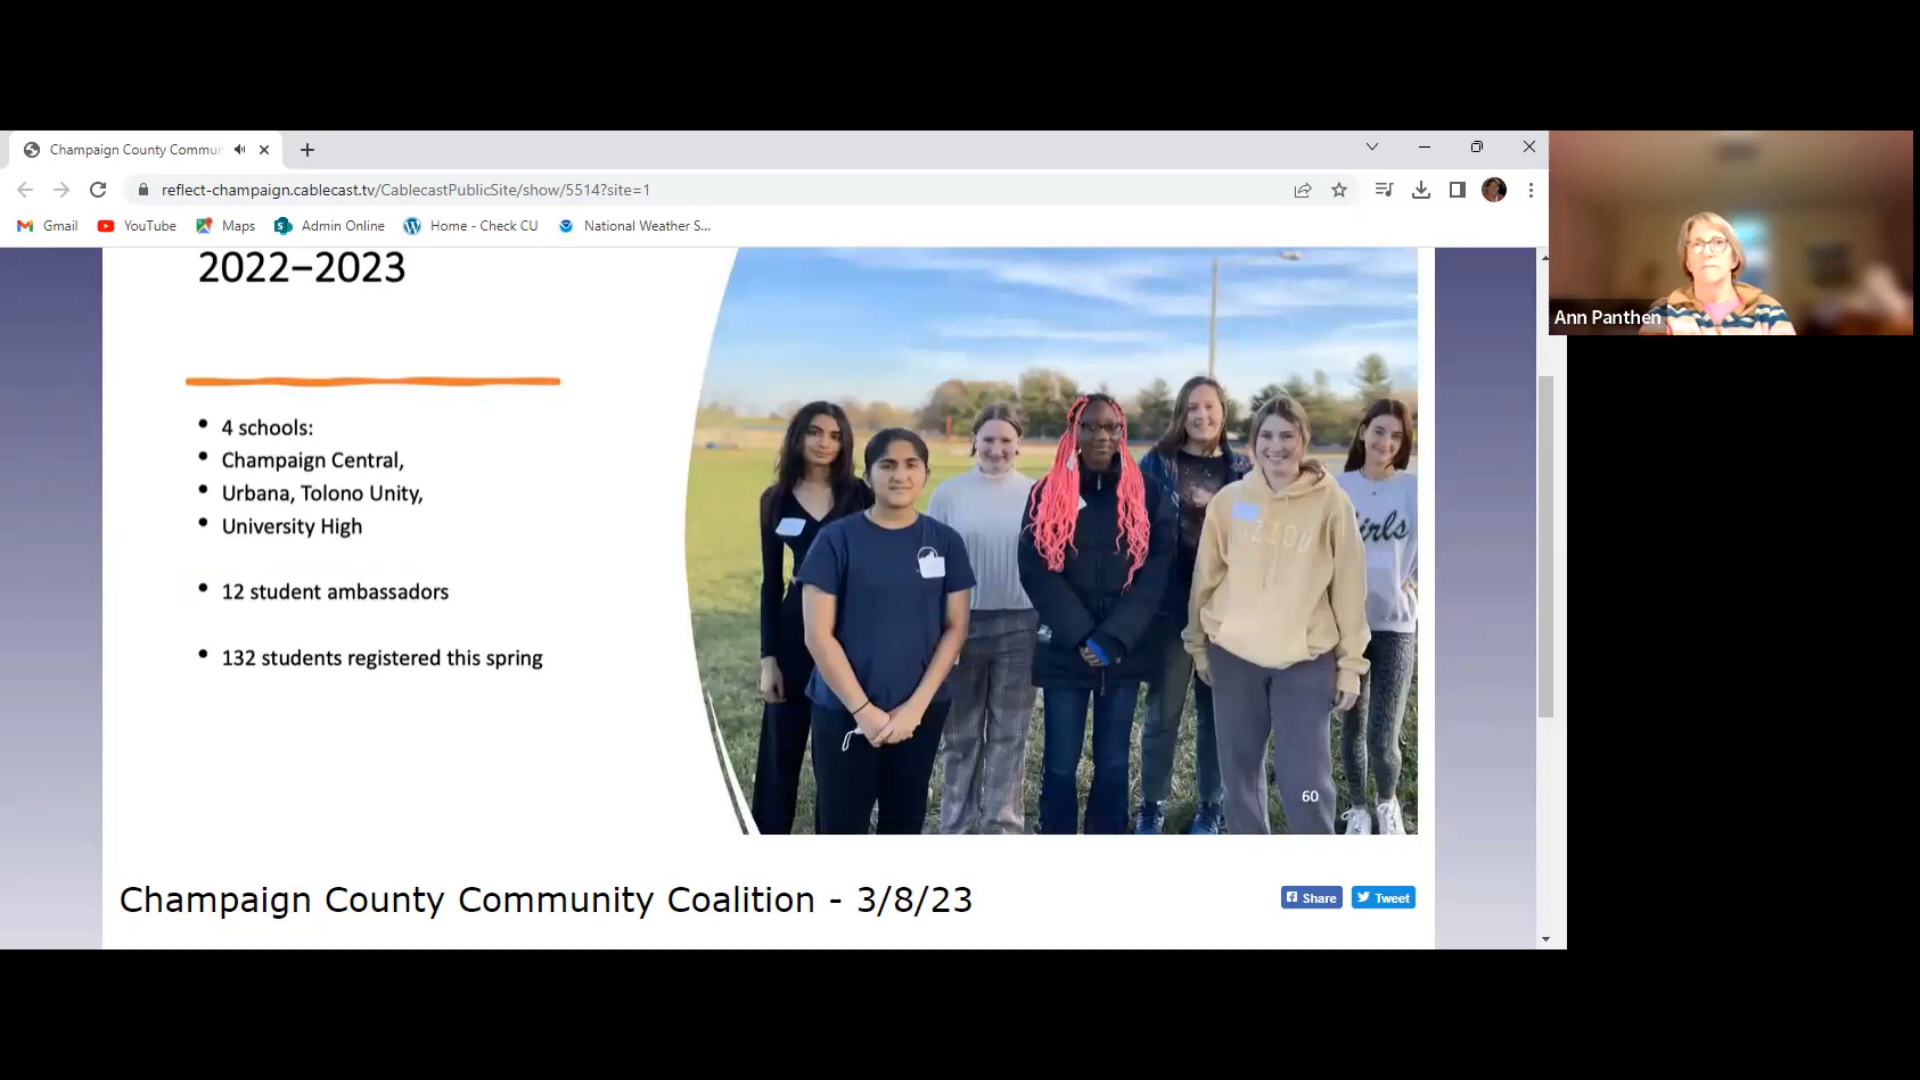 Champaign County Commun
reflect-champaign.cablecast.tv/CablecastPublicSite/show/5514?site=1
Gmail
YouTube
Maps
Admin Online
Home - Check CU
National Weather S...
Ann Panthen
2022–2023
• 4 schools:
• Champaign Central,
• Urbana, Tolono Unity,
• University High
• 12 student ambassadors
• 132 students registered this spring
60
Champaign County Community Coalition - 3/8/23
Share
Tweet